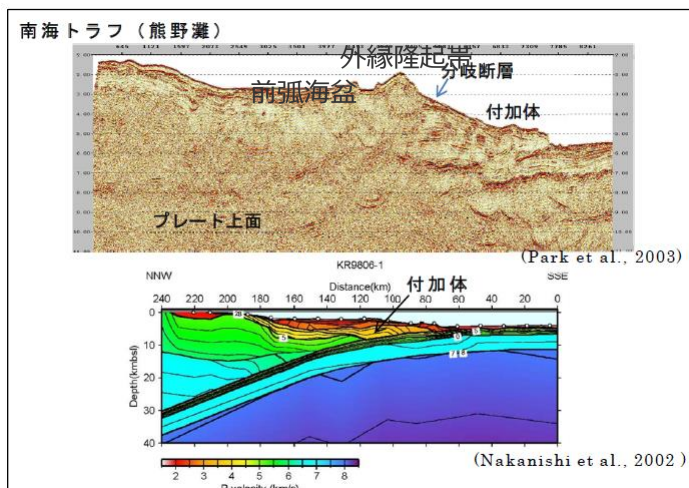 南海トラフ（熊野灘）
外縁隆起帯
分岐断層
前弧海盆
付加体
プレート上面
(Park et al., 2003)
KR9806-1
NNW
SSE
Distance(km)
付加体
240 220 200 180 160 140 120 100 80 60 40 20 0
Depth(kmbsl)
0
10
20
30
40
(Nakanishi et al., 2002 )
2 3 4 5 6 7 8
P velocity (km/s)